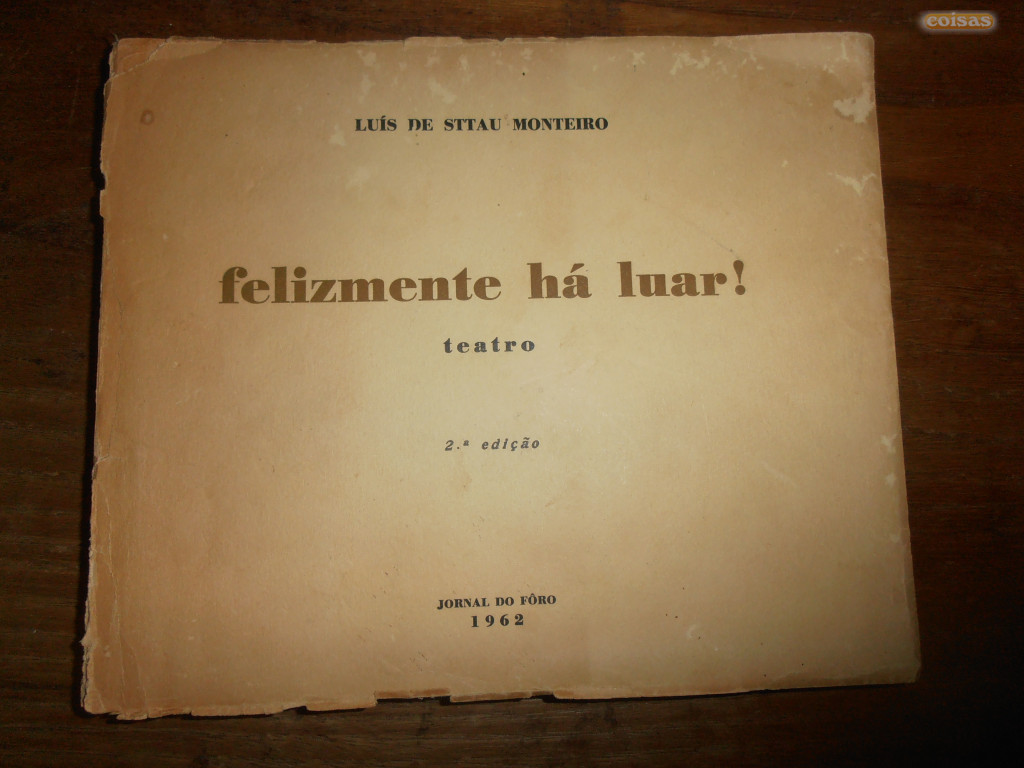 coisas
LUÍS DE STTAU MONTEIRO
felizmente há luar!
teatro
2.ª edição
JORNAL DO FÔRO
1962